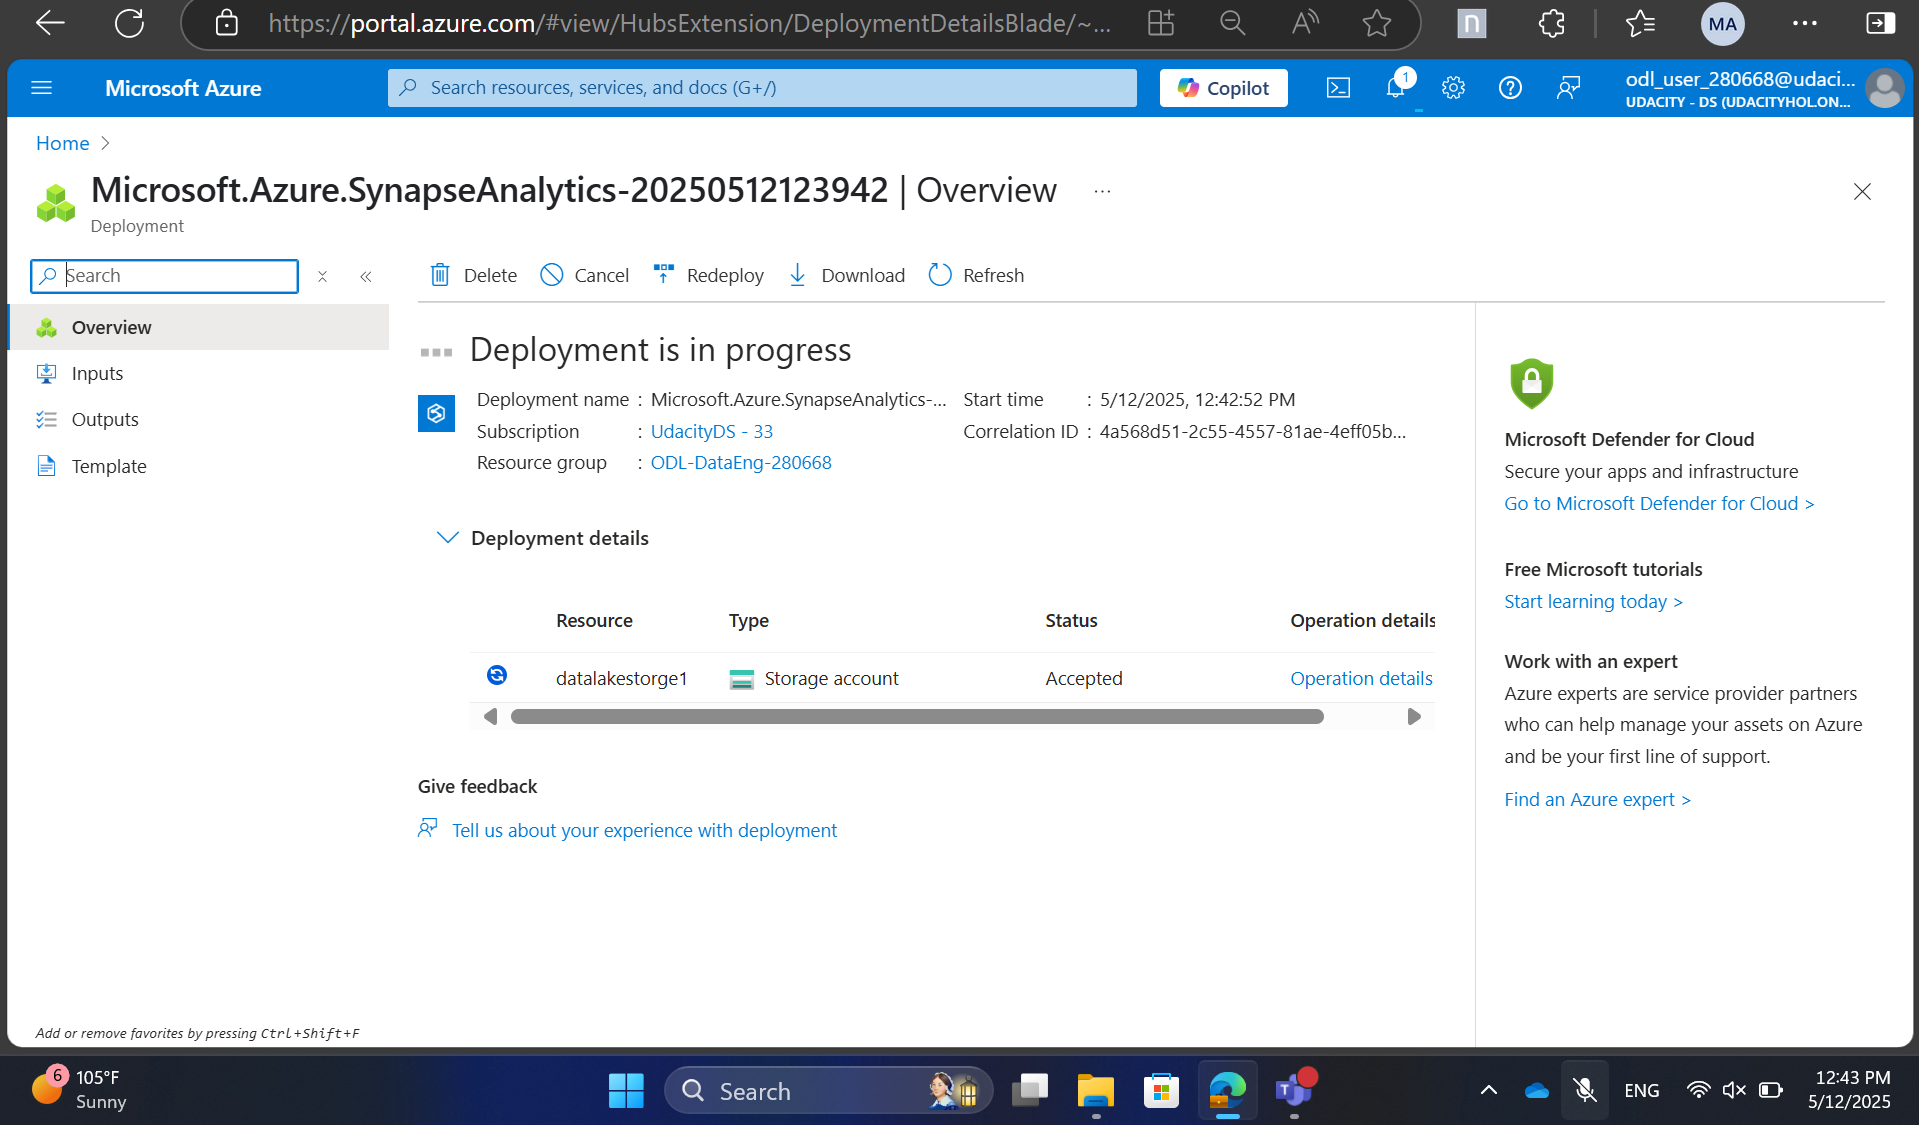 https://portal.azure.com/#view/HubsExtension/DeploymentDetailsBlade/~...
MA
Microsoft Azure
Search resources, services, and docs (G+/)
Copilot
1
odl_user_280668@udaci...
UDACITY - DS (UDACITYHOL.ON...
Home
Microsoft.Azure.SynapseAnalytics-20250512123942 | Overview ...
Deployment
Search
Delete
Cancel
Redeploy
Download
Refresh
Overview
Inputs
Outputs
Template
Deployment is in progress
Deployment name : Microsoft.Azure.SynapseAnalytics-...
Subscription : UdacityDS - 33
Resource group : ODL-DataEng-280668
Start time : 5/12/2025, 12:42:52 PM
Correlation ID : 4a568d51-2c55-4557-81ae-4eff05b...
Deployment details
Resource Type Status Operation details
datalakestorge1 Storage account Accepted Operation details
Give feedback
Tell us about your experience with deployment
Microsoft Defender for Cloud
Secure your apps and infrastructure
Go to Microsoft Defender for Cloud >
Free Microsoft tutorials
Start learning today >
Work with an expert
Azure experts are service provider partners
who can help manage your assets on Azure
and be your first line of support.
Find an Azure expert >
Add or remove favorites by pressing Ctrl+Shift+F
6
105°F
Sunny
Search
ENG
12:43 PM
5/12/2025